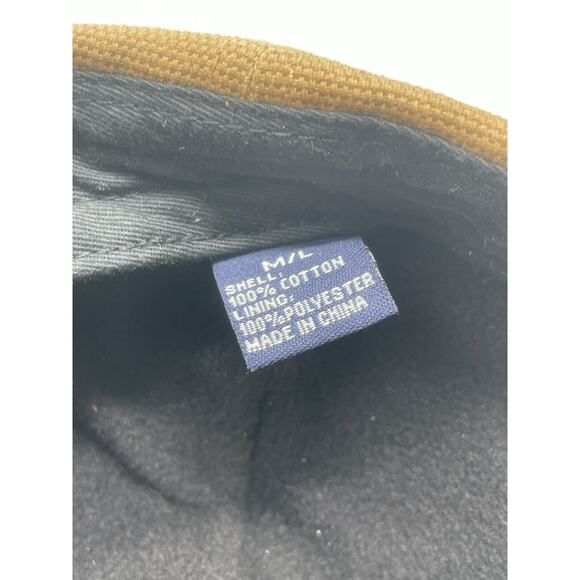 M/L
SHELL:
100% COTTON
LINING:
100%POLYESTER
MADE IN CHINA